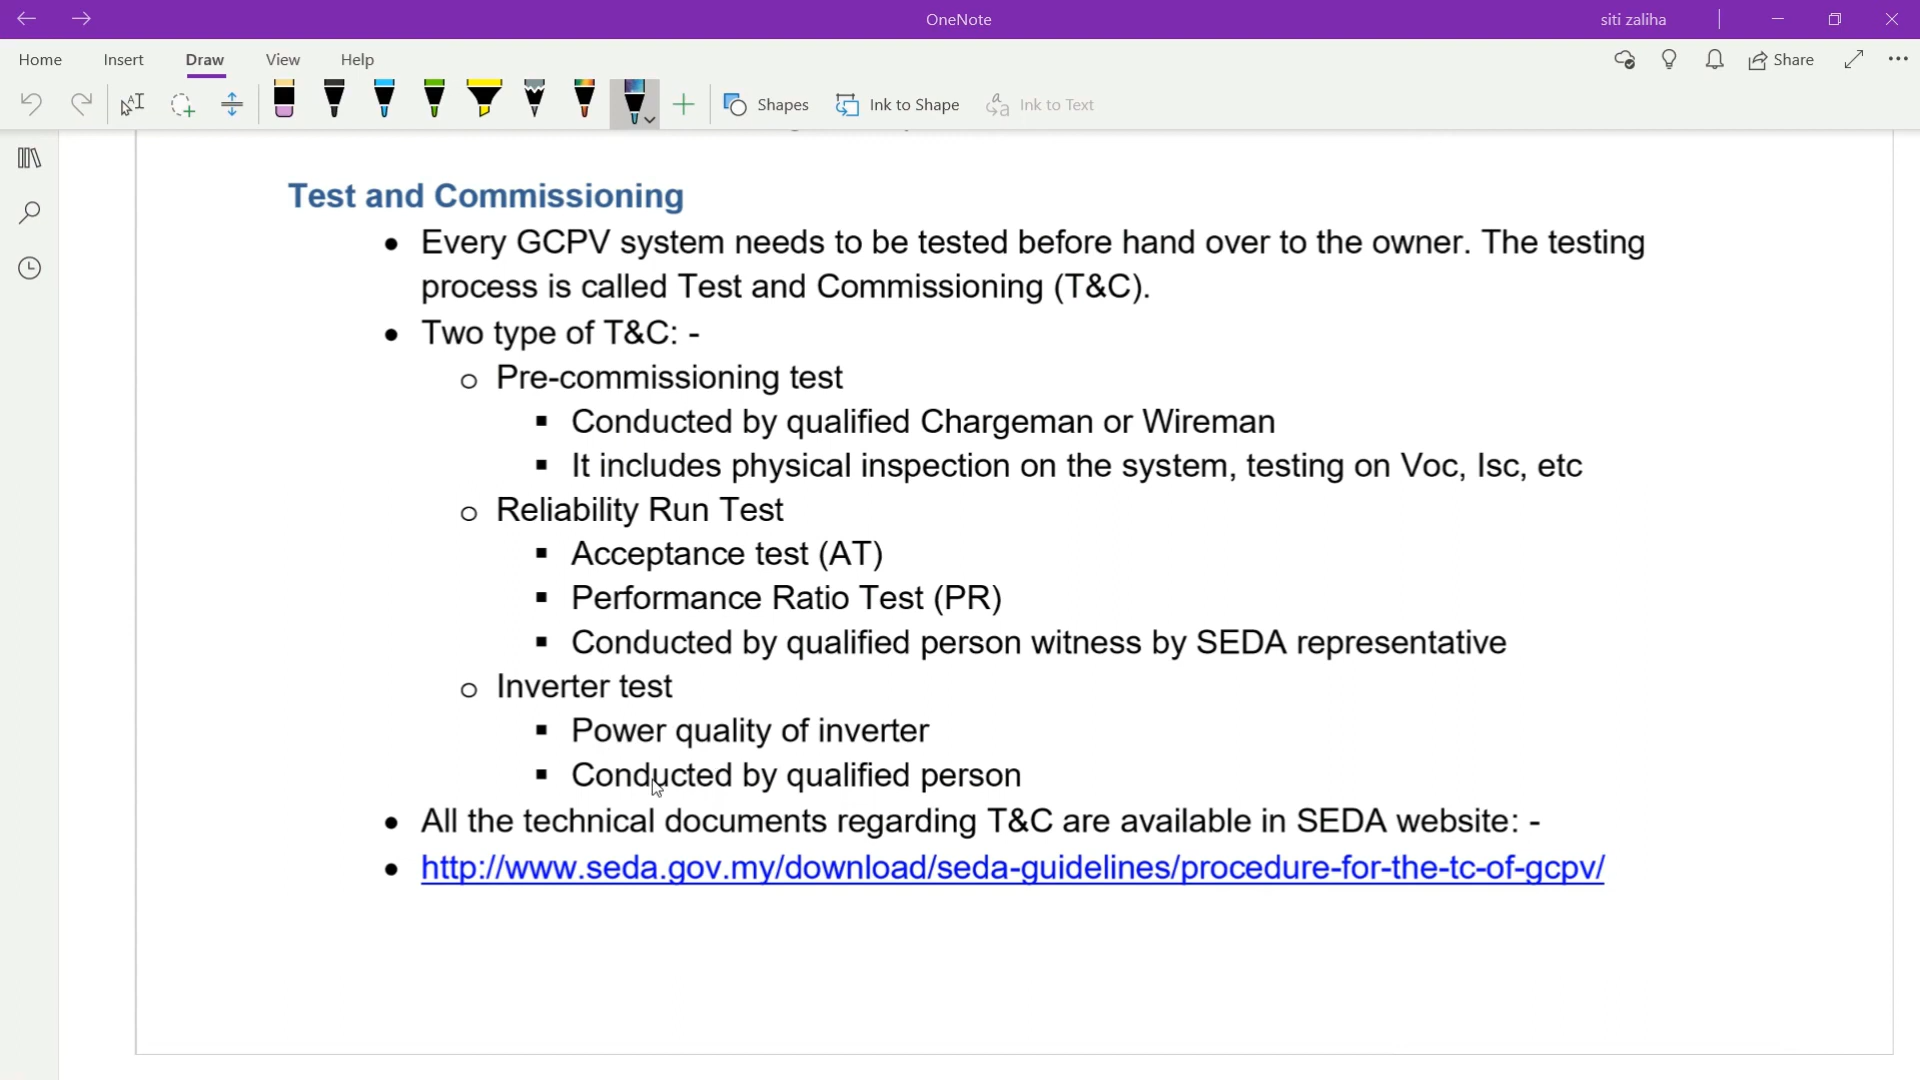 OneNote
siti zaliha
Home Insert Draw View Help
Share
Shapes Ink to Shape Ink to Text
Test and Commissioning
• Every GCPV system needs to be tested before hand over to the owner. The testing
process is called Test and Commissioning (T&C).
• Two type of T&C: -
o Pre-commissioning test
▪ Conducted by qualified Chargeman or Wireman
▪ It includes physical inspection on the system, testing on Voc, Isc, etc
o Reliability Run Test
▪ Acceptance test (AT)
▪ Performance Ratio Test (PR)
▪ Conducted by qualified person witness by SEDA representative
o Inverter test
▪ Power quality of inverter
▪ Conducted by qualified person
• All the technical documents regarding T&C are available in SEDA website: -
• http://www.seda.gov.my/download/seda-guidelines/procedure-for-the-tc-of-gcpv/